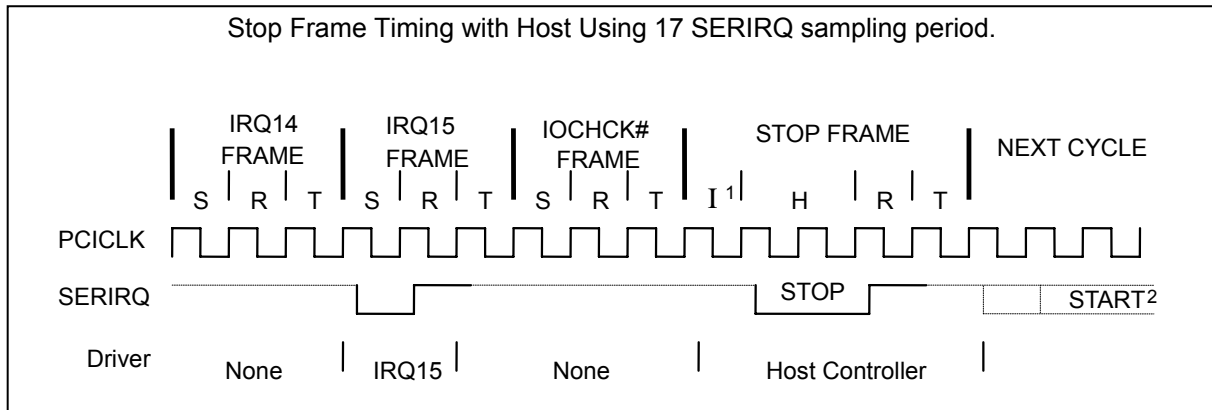 Stop Frame Timing with Host Using 17 SERIRQ sampling period.
IRQ14 FRAME
IRQ15 FRAME
IOCHCK# FRAME
STOP FRAME
NEXT CYCLE
S R T S R T S R T I 1 H R T
PCICLK
SERIRQ STOP START2
Driver None IRQ15 None Host Controller